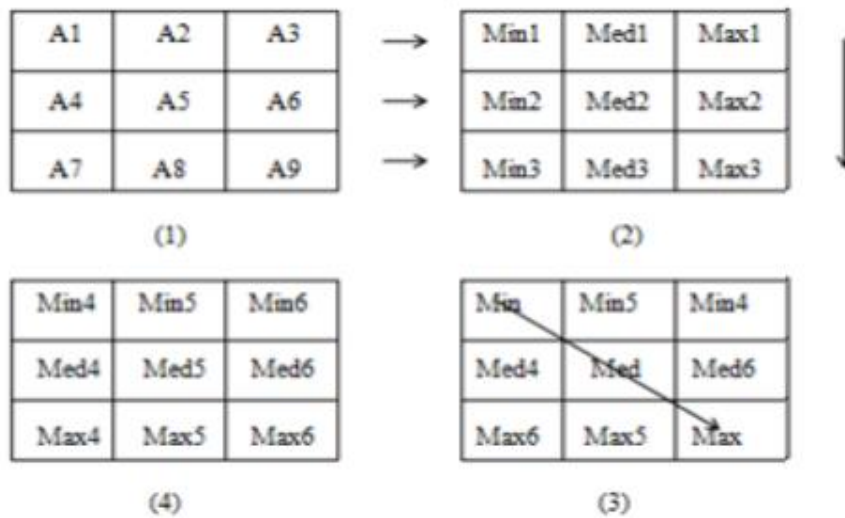 A1 A2 A3 Min1 Med1 Max1
A4 A5 A6 Min2 Med2 Max2
A7 A8 A9 Min3 Med3 Max3
(1) (2)
Min4 Min5 Min6 Min Min5 Min4
Med4 Med5 Med6 Med4 Med Med6
Max4 Max5 Max6 Max6 Max5 Max
(4) (3)